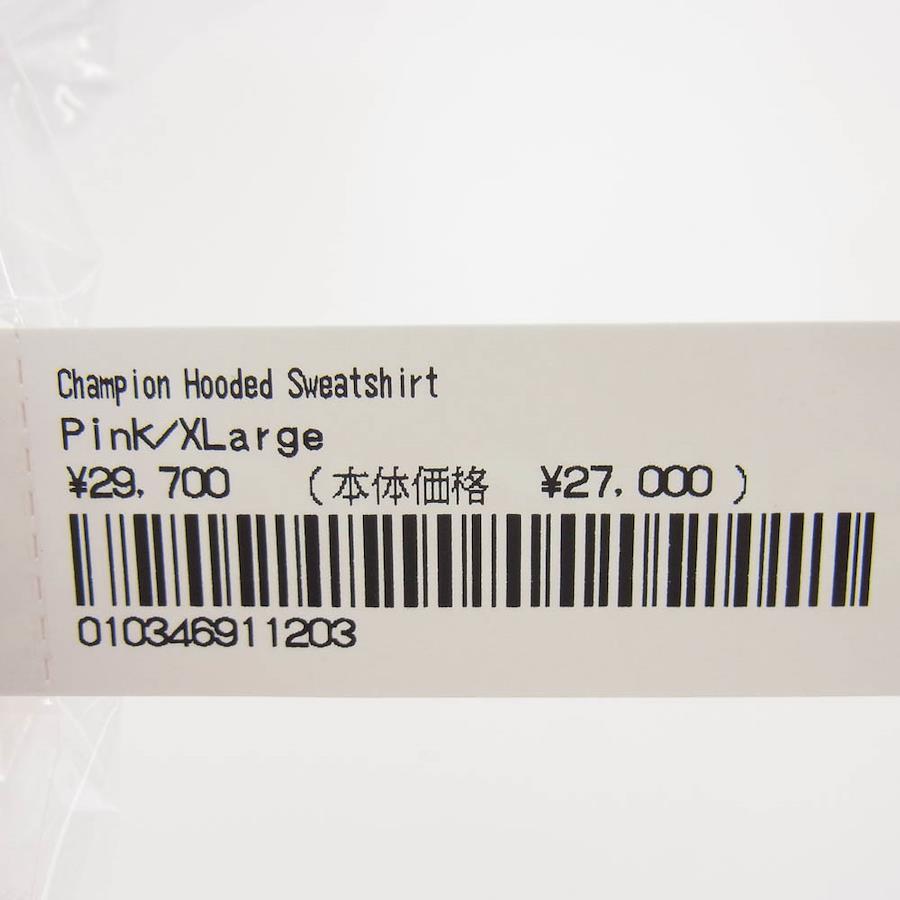 Champion Hooded Sweatshirt
Pink/XLarge
¥29,700 (本体価格 ¥27,000)
010346911203